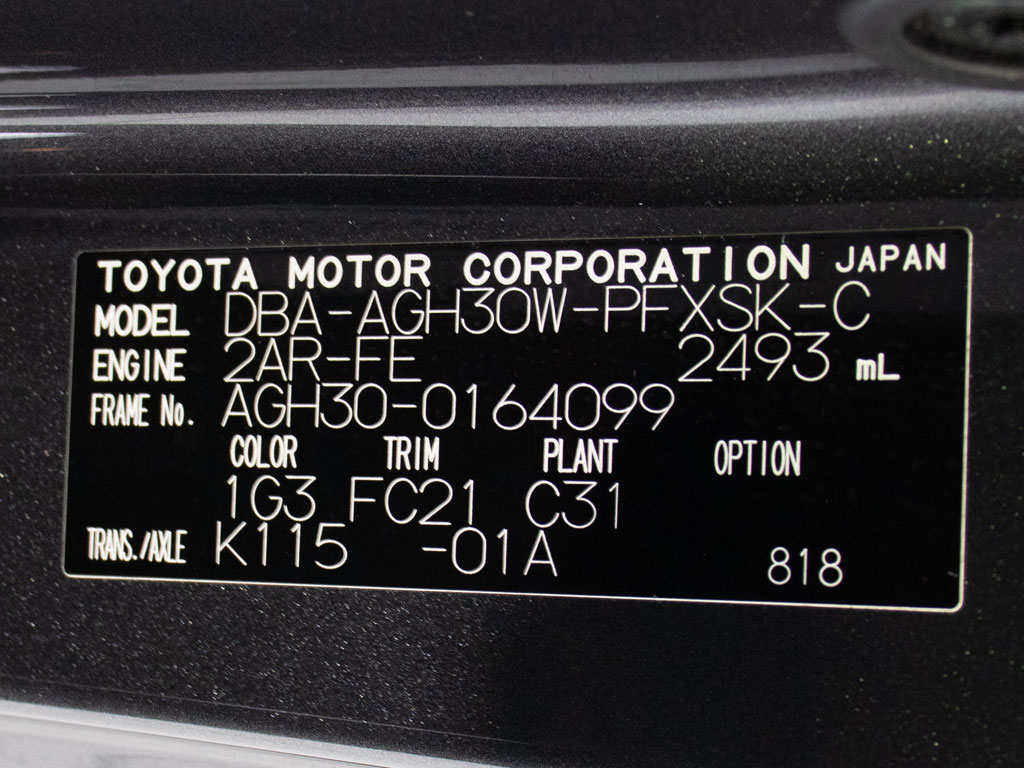 TOYOTA MOTOR CORPORATION JAPAN
MODEL DBA-AGH30W-PFXSK-C
ENGINE 2AR-FE 2493 mL
FRAME No. AGH30-0164099
COLOR TRIM PLANT OPTION
1G3 FC21 C31
TRANS./AXLE K115 -01A 818